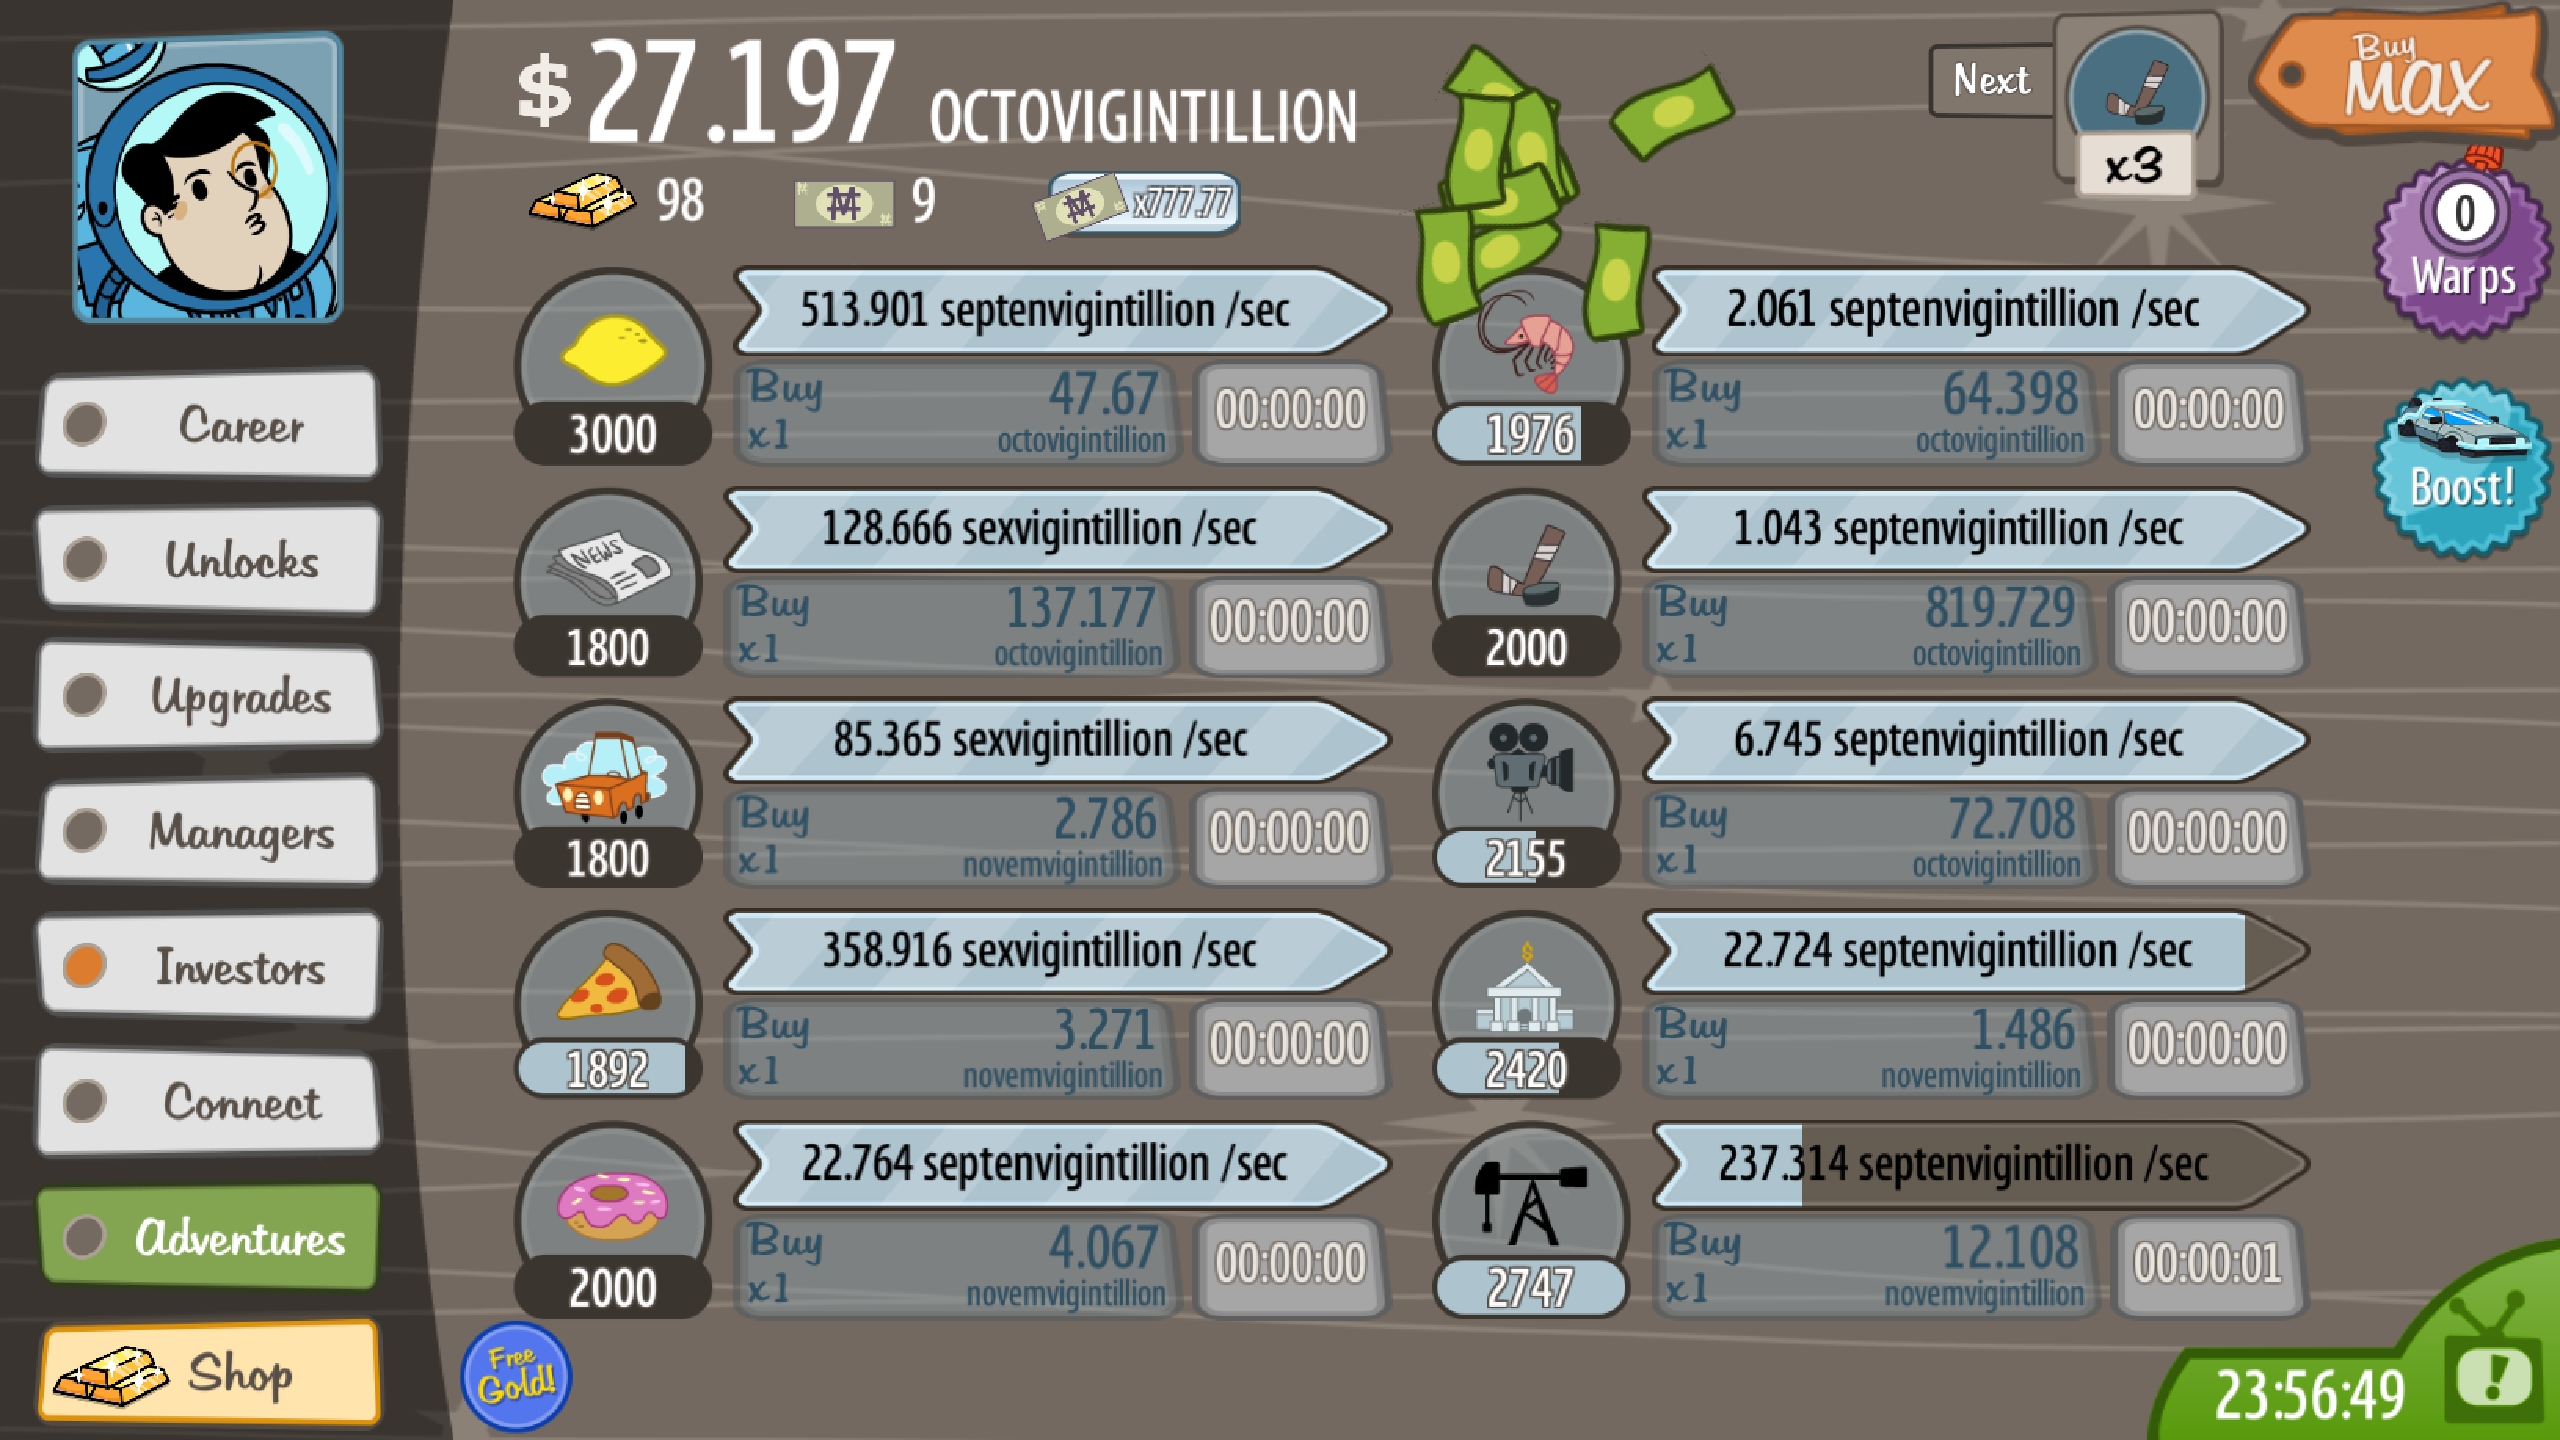 $27.197 OCTOVIGINTILLION
98
9
x777.77
Next
x3
Buy
MAX
0
Warps
Boost!
Career
Unlocks
Upgrades
Managers
Investors
Connect
Adventures
Shop
513.901 septenvigintillion /sec
3000
Buy
x1
47.67
octovigintillion
00:00:00
2.061 septenvigintillion /sec
1976
Buy
x1
64.398
octovigintillion
00:00:00
128.666 sexvigintillion /sec
NEWS
1800
Buy
x1
137.177
octovigintillion
00:00:00
1.043 septenvigintillion /sec
2000
Buy
x1
819.729
octovigintillion
00:00:00
85.365 sexvigintillion /sec
1800
Buy
x1
2.786
novemvigintillion
00:00:00
6.745 septenvigintillion /sec
2155
Buy
x1
72.708
octovigintillion
00:00:00
358.916 sexvigintillion /sec
1892
Buy
x1
3.271
novemvigintillion
00:00:00
22.724 septenvigintillion /sec
$
2420
Buy
x1
1.486
novemvigintillion
00:00:00
22.764 septenvigintillion /sec
2000
Buy
x1
4.067
novemvigintillion
00:00:00
237.314 septenvigintillion /sec
2747
Buy
x1
12.108
novemvigintillion
00:00:01
Free
Gold!
23:56:49
!